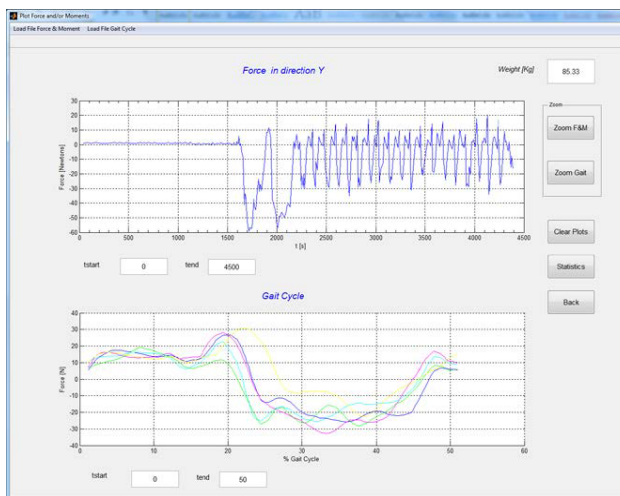 Plot Force and/or Moments
Load File Force & Moment Load File Gait Cycle
Force in direction Y
Weight [Kg]
85.33
Zoom
Zoom F&M
Zoom Gait
Clear Plots
Statistics
Back
Force [Newtons]
30
20
10
0
-10
-20
-30
-40
-50
-60
0 500 1000 1500 2000 2500 3000 3500 4000 4500
t [s]
tstart 0 tend 4500
Gait Cycle
Force [N]
40
30
20
10
0
-10
-20
-30
-40
0 10 20 30 40 50 60
% Gait Cycle
tstart 0 tend 50